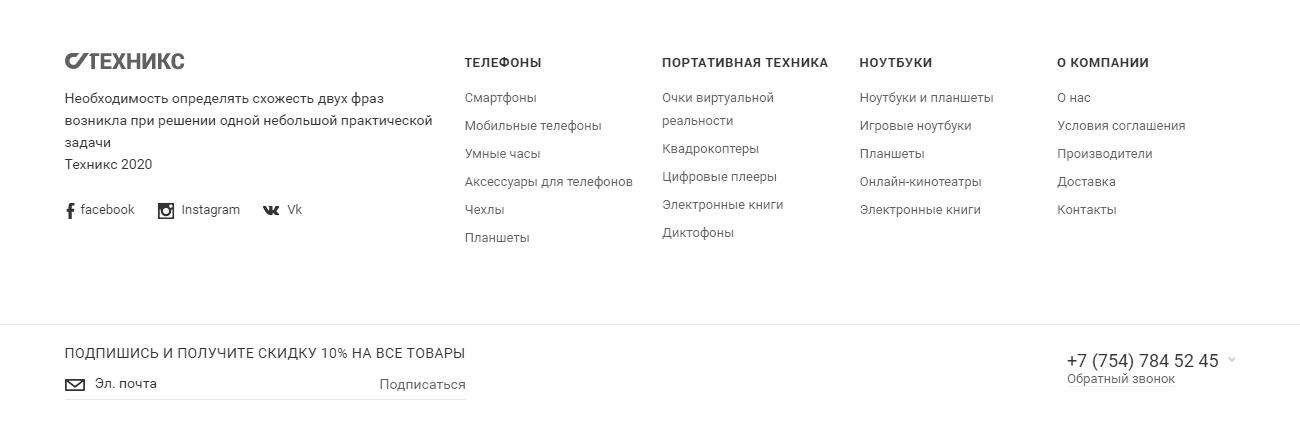 ТЕХНИКС
Необходимость определять схожесть двух фраз
возникла при решении одной небольшой практической
задачи
Техникс 2020
facebook
Instagram
Vk
ТЕЛЕФОНЫ
Смартфоны
Мобильные телефоны
Умные часы
Аксессуары для телефонов
Чехлы
Планшеты
ПОРТАТИВНАЯ ТЕХНИКА
Очки виртуальной
реальности
Квадрокоптеры
Цифровые плееры
Электронные книги
Диктофоны
НОУТБУКИ
Ноутбуки и планшеты
Игровые ноутбуки
Планшеты
Онлайн-кинотеатры
Электронные книги
О КОМПАНИИ
О нас
Условия соглашения
Производители
Доставка
Контакты
ПОДПИШИСЬ И ПОЛУЧИТЕ СКИДКУ 10% НА ВСЕ ТОВАРЫ
Эл. почта
Подписаться
+7 (754) 784 52 45
Обратный звонок